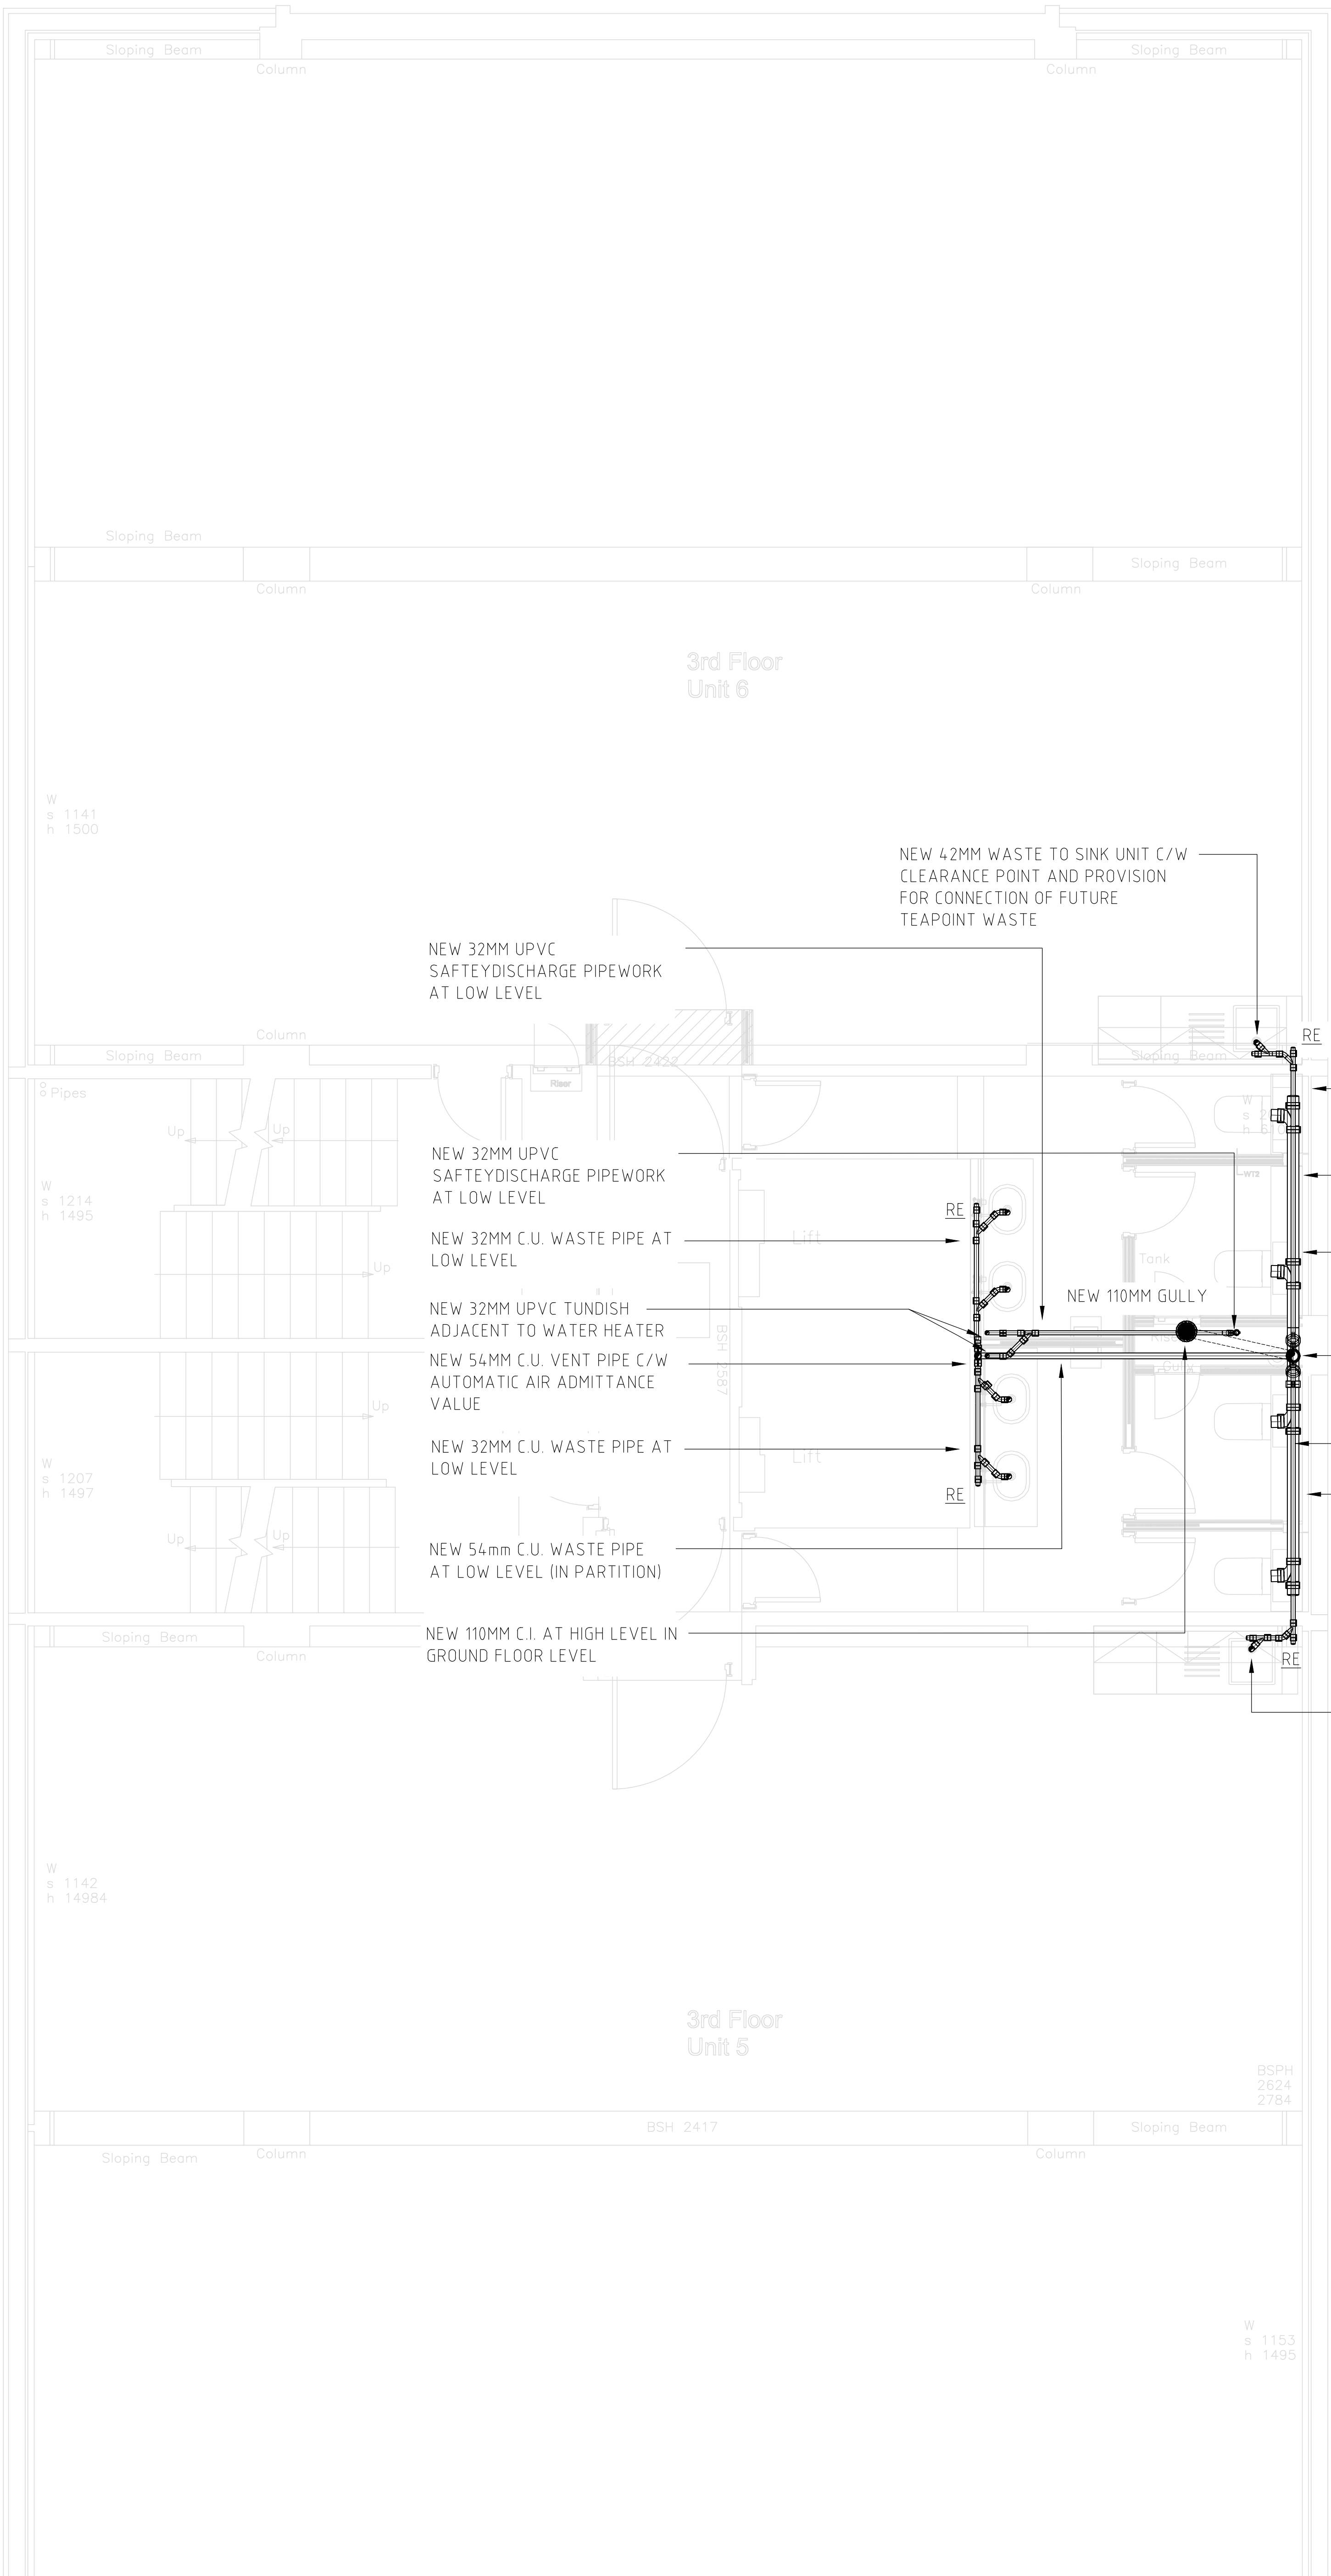 Sloping Beam
Sloping Beam
Column
Column
Sloping Beam
Sloping Beam
Column
Column
3rd Floor
Unit 6
W
s 1141
h 1500
NEW 42MM WASTE TO SINK UNIT C/W
CLEARANCE POINT AND PROVISION
FOR CONNECTION OF FUTURE
TEAPOINT WASTE
NEW 32MM UPVC
SAFTEYDISCHARGE PIPEWORK
AT LOW LEVEL
Column
RE
Sloping Beam
BSH 2422
Sloping Beam
Riser
Pipes
W
s
h
Up
Up
NEW 32MM UPVC
SAFTEYDISCHARGE PIPEWORK
AT LOW LEVEL
WT2
W
s 1214
h 1495
RE
NEW 32MM C.U. WASTE PIPE AT
LOW LEVEL
Lift
Tank
Up
NEW 110MM GULLY
NEW 32MM UPVC TUNDISH
ADJACENT TO WATER HEATER
BSH 2587
NEW 54MM C.U. VENT PIPE C/W
AUTOMATIC AIR ADMITTANCE
VALUE
Up
NEW 32MM C.U. WASTE PIPE AT
LOW LEVEL
Lift
W
s 1207
h 1497
RE
Up
Up
NEW 54mm C.U. WASTE PIPE
AT LOW LEVEL (IN PARTITION)
NEW 110MM C.I. AT HIGH LEVEL IN
GROUND FLOOR LEVEL
Sloping Beam
Column
RE
W
s 1142
h 14984
3rd Floor
Unit 5
BSPH
2624
2784
BSH 2417
Sloping Beam
Sloping Beam
Column
Column
W
s 1153
h 1495